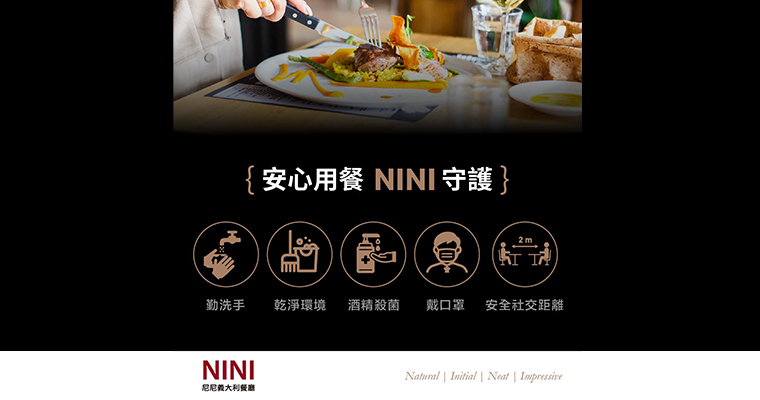 { 安心用餐 NINI 守護 }
2 m
勤洗手 乾淨環境 酒精殺菌 戴口罩 安全社交距離
NINI
尼尼義大利餐廳
Natural | Initial | Neat | Impressive